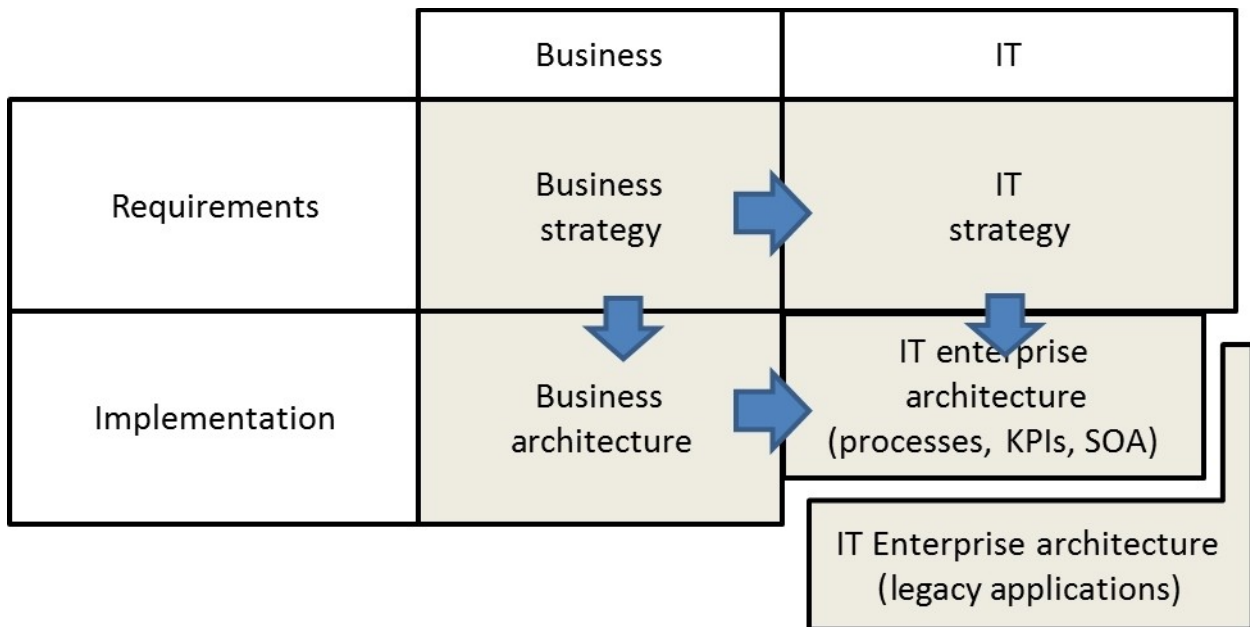 Business
IT
Requirements
Business
strategy
IT
strategy
Implementation
Business
architecture
IT enterprise
architecture
(processes, KPIs, SOA)
IT Enterprise architecture
(legacy applications)